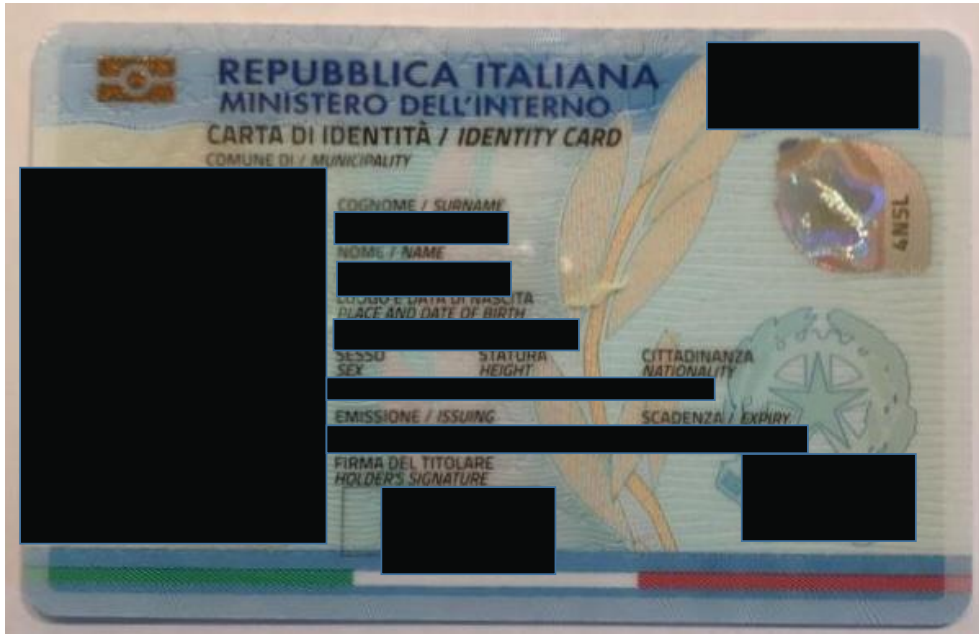 REPUBBLICA ITALIANA
MINISTERO DELL'INTERNO
CARTA DI IDENTITÀ / IDENTITY CARD
COMUNE DI / MUNICIPALITY
COGNOME / SURNAME
NOME / NAME
LUOGO E DATA DI NASCITA
PLACE AND DATE OF BIRTH
SESSO STATURA CITTADINANZA
SEX HEIGHT NATIONALITY
EMISSIONE / ISSUING SCADENZA / EXPIRY
FIRMA DEL TITOLARE
HOLDER'S SIGNATURE
4N5L